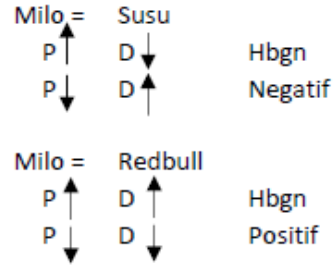 Milo = Susu
P D Hbgn
P D Negatif
Milo = Redbull
P D Hbgn
P D Positif